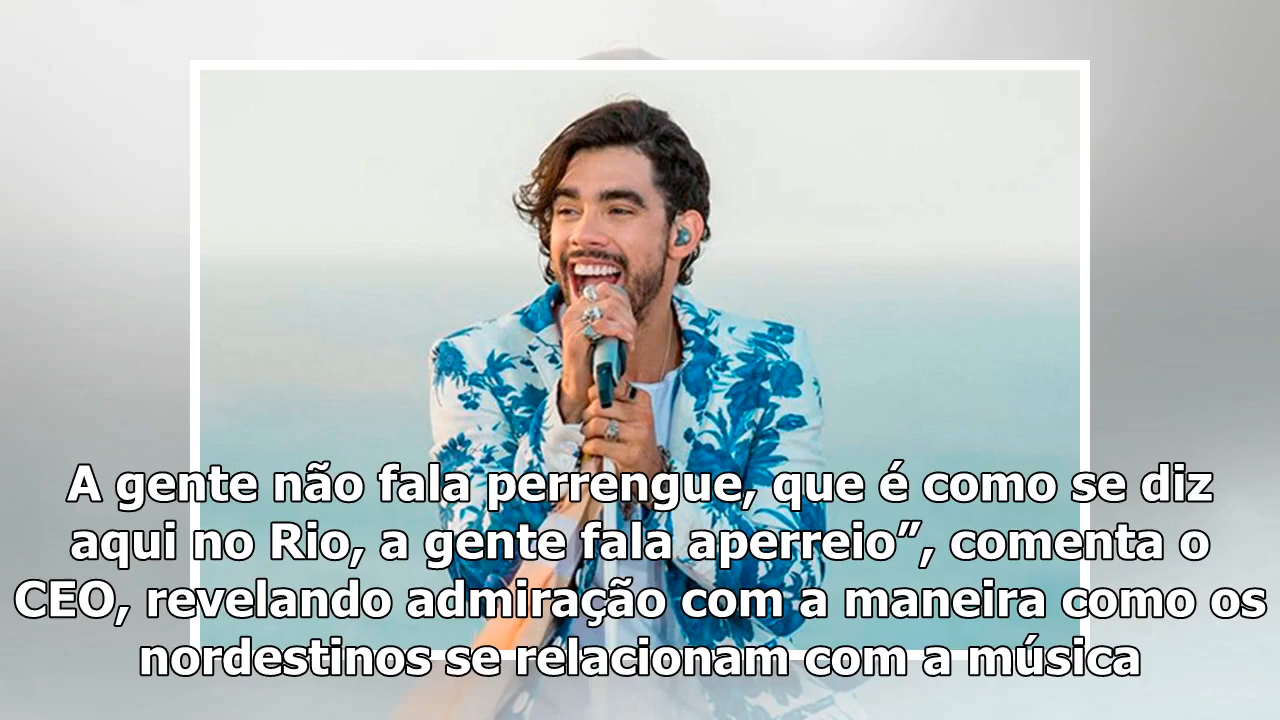 A gente não fala perrengue, que é como se diz
aqui no Rio, a gente fala aperreio”, comenta o
CEO, revelando admiração com a maneira como os
nordestinos se relacionam com a música